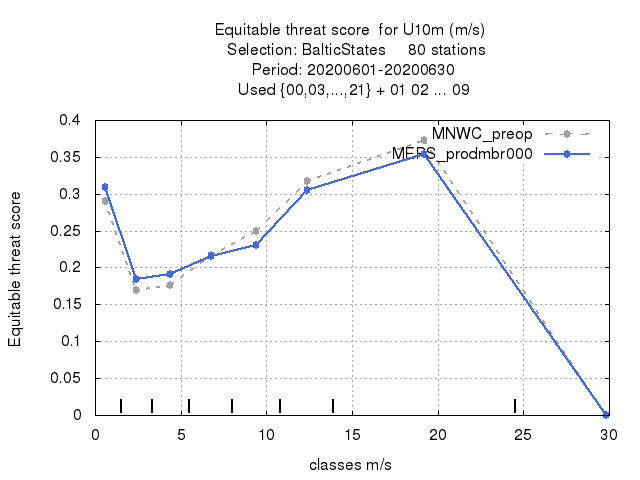 Equitable threat score  for U10m (m/s)
Selection: BalticStates     80 stations
Period: 20200601-20200630
Used {00,03,...,21} + 01 02 ... 09
MNWC_preop
MEPS_prodmbr000
0.4
0.35
0.3
0.25
0.2
0.15
0.1
0.05
0
Equitable threat score
0 5 10 15 20 25 30
classes m/s